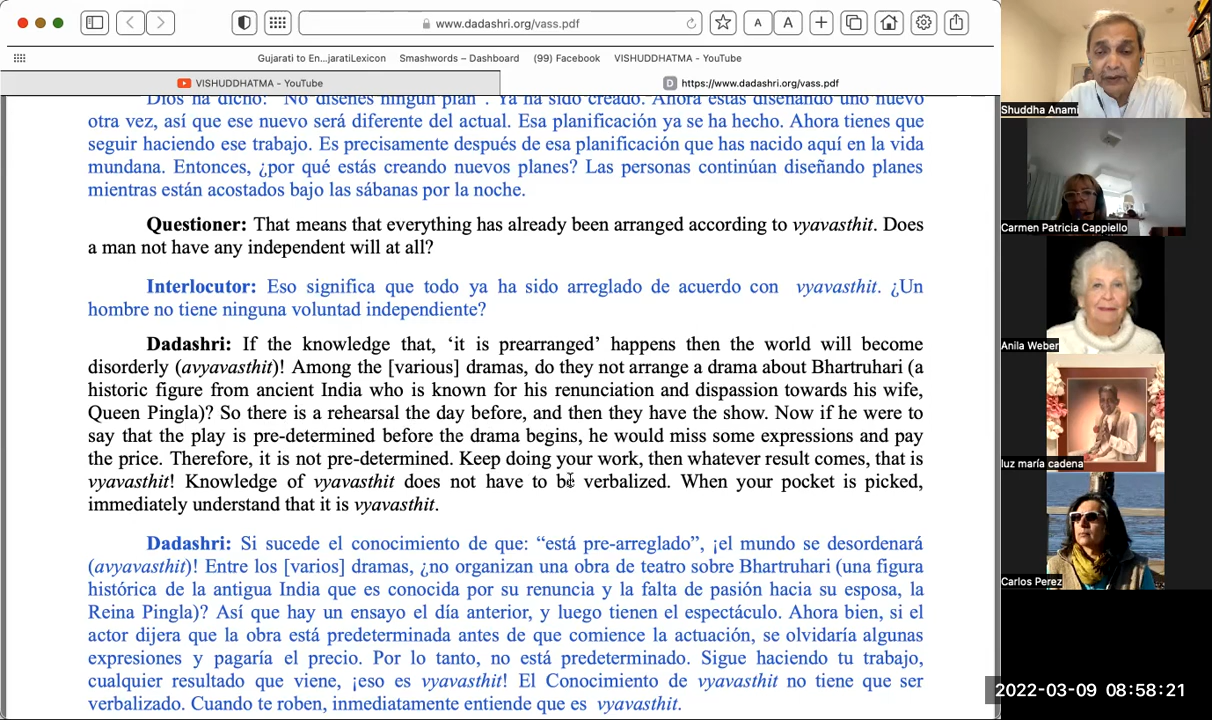 www.dadashri.org/vass.pdf
A A
Gujarati to En...jaratiLexicon Smashwords – Dashboard (99) Facebook VISHUDDHATMA - YouTube
VISHUDDHATMA - YouTube
D https://www.dadashri.org/vass.pdf
Dios ha dicho: "No diseñes ningún plan". Ya ha sido creado. Ahora estás diseñando uno nuevo
otra vez, así que ese nuevo será diferente del actual. Esa planificación ya se ha hecho. Ahora tienes que
seguir haciendo ese trabajo. Es precisamente después de esa planificación que has nacido aquí en la vida
mundana. Entonces, ¿por qué estás creando nuevos planes? Las personas continúan diseñando planes
mientras están acostados bajo las sábanas por la noche.
Questioner: That means that everything has already been arranged according to vyavasthit. Does
a man not have any independent will at all?
Interlocutor: Eso significa que todo ya ha sido arreglado de acuerdo con vyavasthit. ¿Un
hombre no tiene ninguna voluntad independiente?
Dadashri: If the knowledge that, ‘it is prearranged’ happens then the world will become
disorderly (avyavasthit)! Among the [various] dramas, do they not arrange a drama about Bhartruhari (a
historic figure from ancient India who is known for his renunciation and dispassion towards his wife,
Queen Pingla)? So there is a rehearsal the day before, and then they have the show. Now if he were to
say that the play is pre-determined before the drama begins, he would miss some expressions and pay
the price. Therefore, it is not pre-determined. Keep doing your work, then whatever result comes, that is
vyavasthit! Knowledge of vyavasthit does not have to be verbalized. When your pocket is picked,
immediately understand that it is vyavasthit.
Dadashri: Si sucede el conocimiento de que: “está pre-arreglado”, ¡el mundo se desordenará
(avyavasthit)! Entre los [varios] dramas, ¿no organizan una obra de teatro sobre Bhartruhari (una figura
histórica de la antigua India que es conocida por su renuncia y la falta de pasión hacia su esposa, la
Reina Pingla)? Así que hay un ensayo el día anterior, y luego tienen el espectáculo. Ahora bien, si el
actor dijera que la obra está predeterminada antes de que comience la actuación, se olvidaría algunas
expresiones y pagaría el precio. Por lo tanto, no está predeterminado. Sigue haciendo tu trabajo,
cualquier resultado que viene, ¡eso es vyavasthit! El Conocimiento de vyavasthit no tiene que ser
verbalizado. Cuando te roben, inmediatamente entiende que es vyavasthit.
Shuddha Anami
Carmen Patricia Cappiello
Anila Weber
luz maría cadena
Carlos Perez
2022-03-09 08:58:21